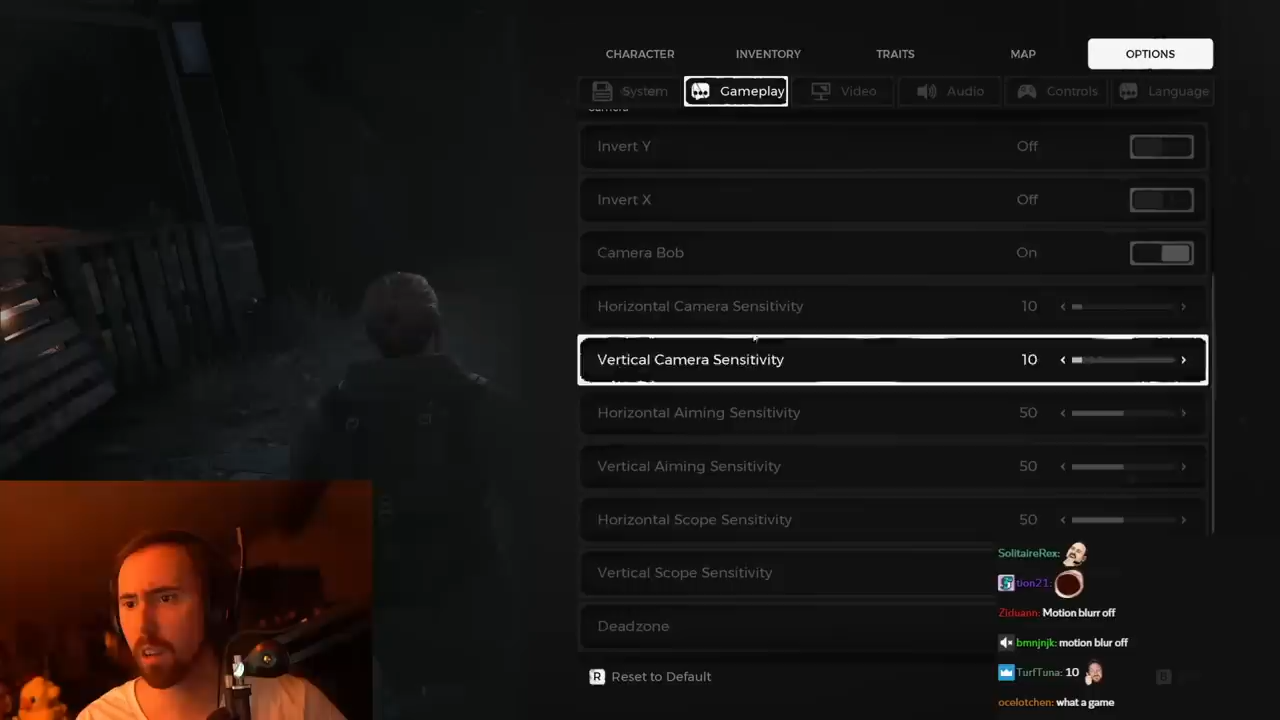 CHARACTER INVENTORY TRAITS MAP OPTIONS
System Gameplay Video Audio Controls Language
Camera
Invert Y Off
Invert X Off
Camera Bob On
Horizontal Camera Sensitivity 10
Vertical Camera Sensitivity 10
Horizontal Aiming Sensitivity 50
Vertical Aiming Sensitivity 50
Horizontal Scope Sensitivity 50
Vertical Scope Sensitivity
Deadzone
R Reset to Default
SolitaireRex:
tion21:
Ziduann: Motion blurr off
bmnjnjk: motion blur off
TurfTuna: 10
ocelotchen: what a game